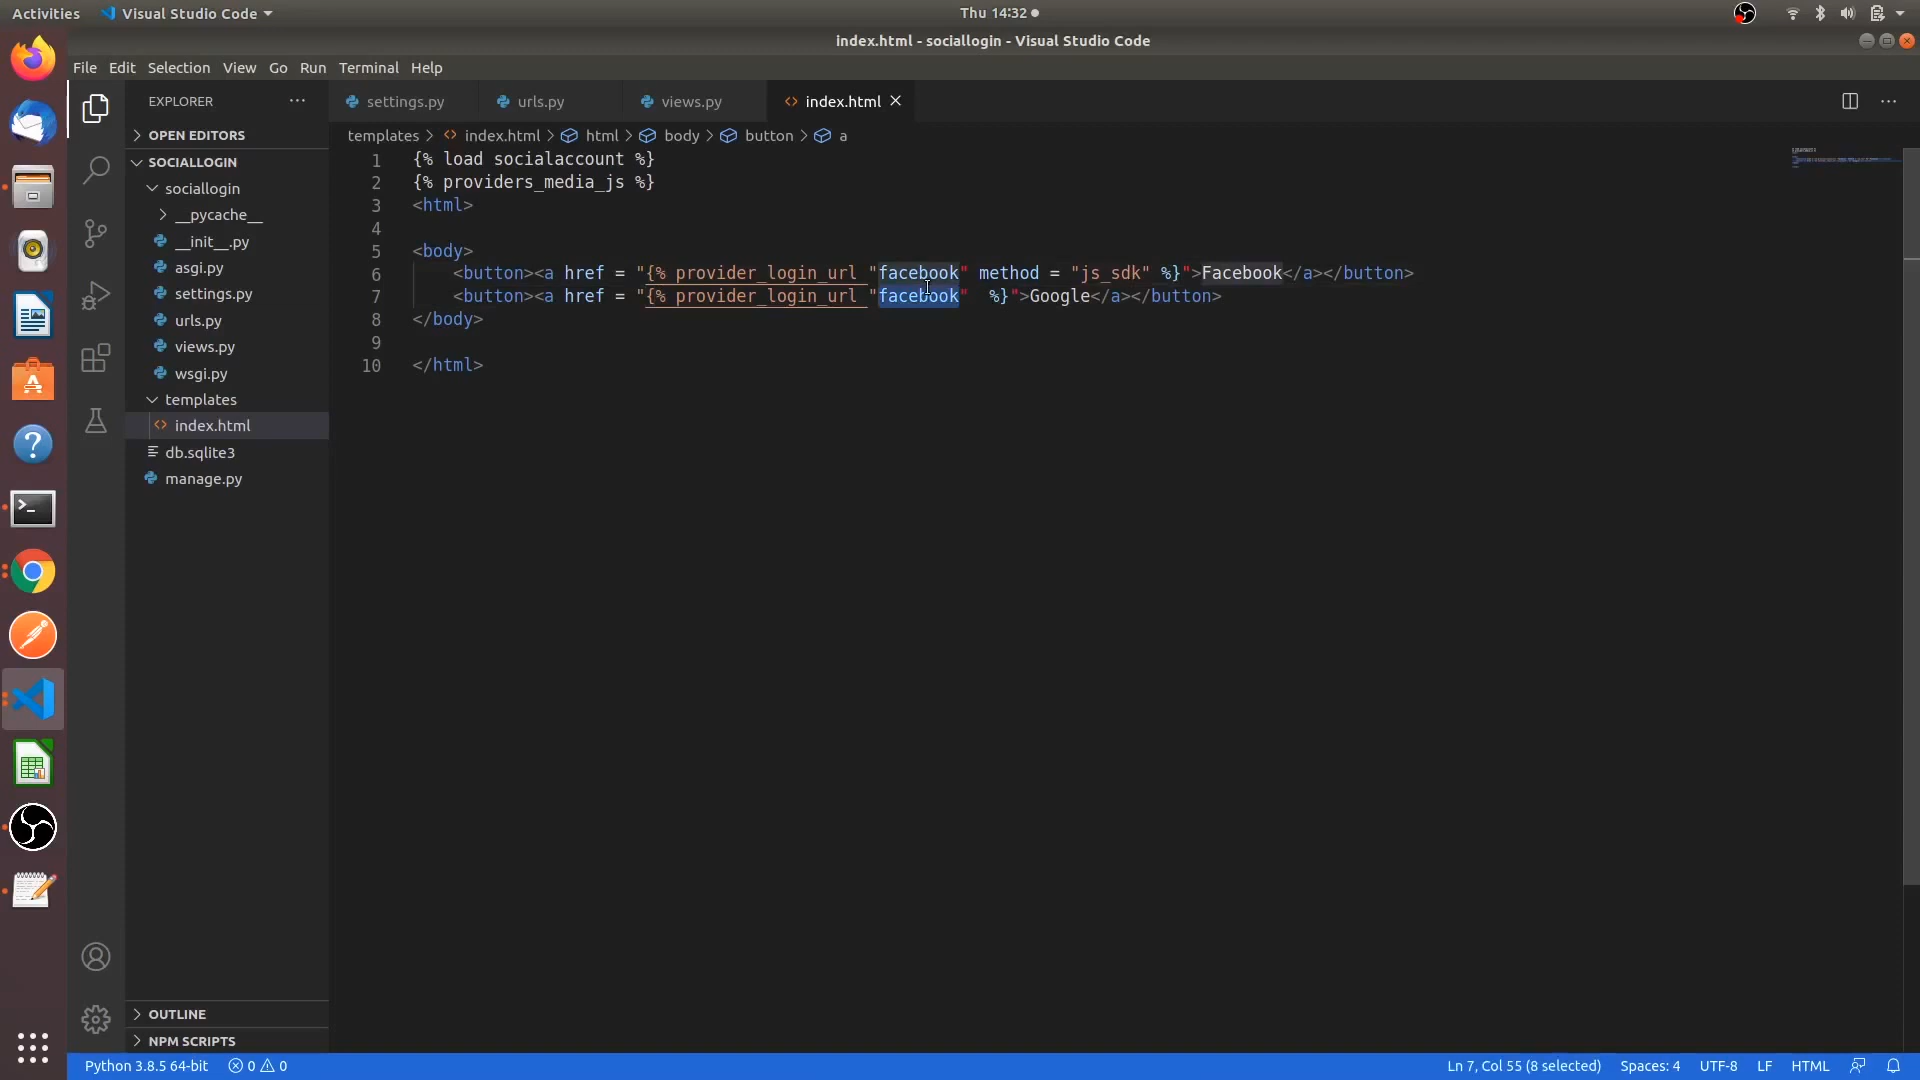 Activities Visual Studio Code Thu 14:32
index.html - sociallogin - Visual Studio Code
File Edit Selection View Go Run Terminal Help
EXPLORER
OPEN EDITORS
SOCIALLOGIN
sociallogin
__pycache__
__init__.py
asgi.py
settings.py
urls.py
views.py
wsgi.py
templates
index.html
db.sqlite3
manage.py
OUTLINE
NPM SCRIPTS
settings.py urls.py views.py index.html
templates > index.html > html > body > button > a
1 {% load socialaccount %}
2 {% providers_media_js %}
3 <html>
4
5 <body>
6 <button><a href = "{% provider_login_url "facebook" method = "js_sdk" %}">Facebook</a></button>
7 <button><a href = "{% provider_login_url "facebook"  %}">Google</a></button>
8 </body>
9
10 </html>
Python 3.8.5 64-bit 0 0 Ln 7, Col 55 (8 selected) Spaces: 4 UTF-8 LF HTML